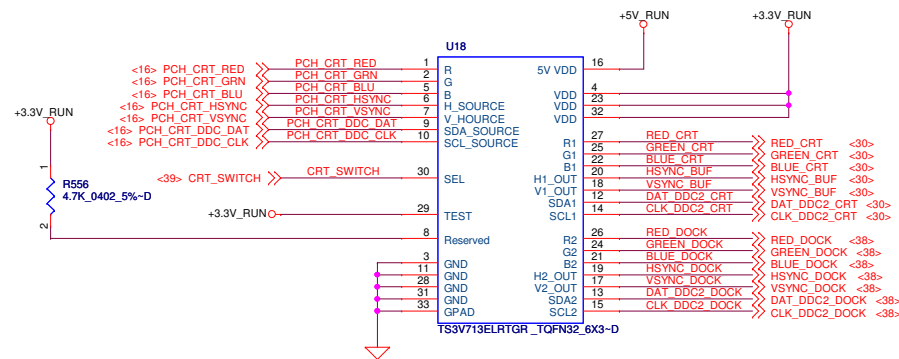 +5V_RUN +3.3V_RUN
U18
<16> PCH_CRT_RED PCH_CRT_RED 1 R 5V VDD 16
<16> PCH_CRT_GRN PCH_CRT_GRN 2 G
<16> PCH_CRT_BLU PCH_CRT_BLU 5 B VDD 4
<16> PCH_CRT_HSYNC PCH_CRT_HSYNC 6 H_SOURCE VDD 23
<16> PCH_CRT_VSYNC PCH_CRT_VSYNC 7 V_HOURCE VDD 32
<16> PCH_CRT_DDC_DAT PCH_CRT_DDC_DAT 9 SDA_SOURCE
<16> PCH_CRT_DDC_CLK PCH_CRT_DDC_CLK 10 SCL_SOURCE
+3.3V_RUN
R1 27 RED_CRT RED_CRT <30>
G1 25 GREEN_CRT GREEN_CRT <30>
B1 22 BLUE_CRT BLUE_CRT <30>
<39> CRT_SWITCH CRT_SWITCH 30 SEL H1_OUT 20 HSYNC_BUF HSYNC_BUF <30>
V1_OUT 18 VSYNC_BUF VSYNC_BUF <30>
SDA1 12 DAT_DDC2_CRT DAT_DDC2_CRT <30>
SCL1 14 CLK_DDC2_CRT CLK_DDC2_CRT <30>
1
R556
4.7K_0402_5%~D
2
+3.3V_RUN 29 TEST
8 Reserved R2 26 RED_DOCK RED_DOCK <38>
G2 24 GREEN_DOCK GREEN_DOCK <38>
3 GND B2 21 BLUE_DOCK BLUE_DOCK <38>
11 GND H2_OUT 19 HSYNC_DOCK HSYNC_DOCK <38>
28 GND V2_OUT 17 VSYNC_DOCK VSYNC_DOCK <38>
31 GND SDA2 13 DAT_DDC2_DOCK DAT_DDC2_DOCK <38>
33 GPAD SCL2 15 CLK_DDC2_DOCK CLK_DDC2_DOCK <38>
TS3V713ELRTGR _TQFN32_6X3~D